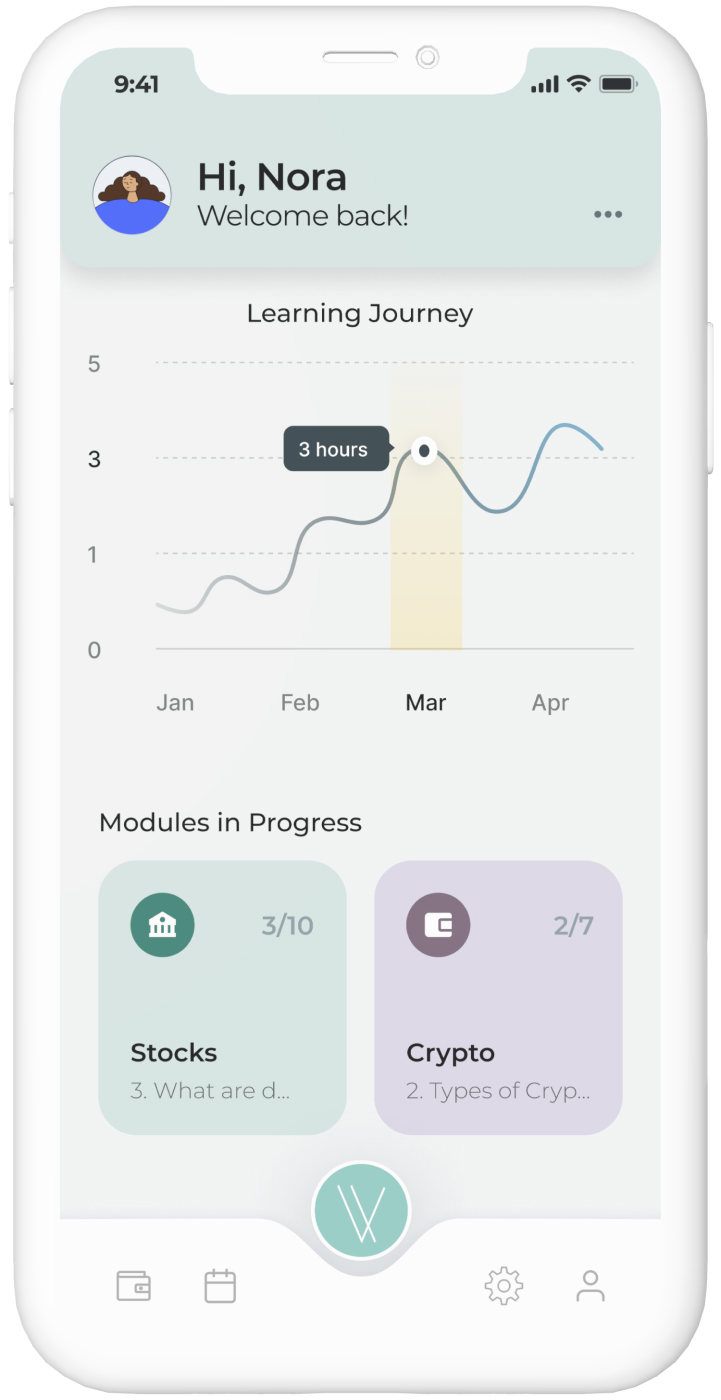 9:41
Hi, Nora
Welcome back!
Learning Journey
5
3 hours
3
1
0
Jan Feb Mar Apr
Modules in Progress
3/10
Stocks
3. What are d...
2/7
Crypto
2. Types of Cryp...